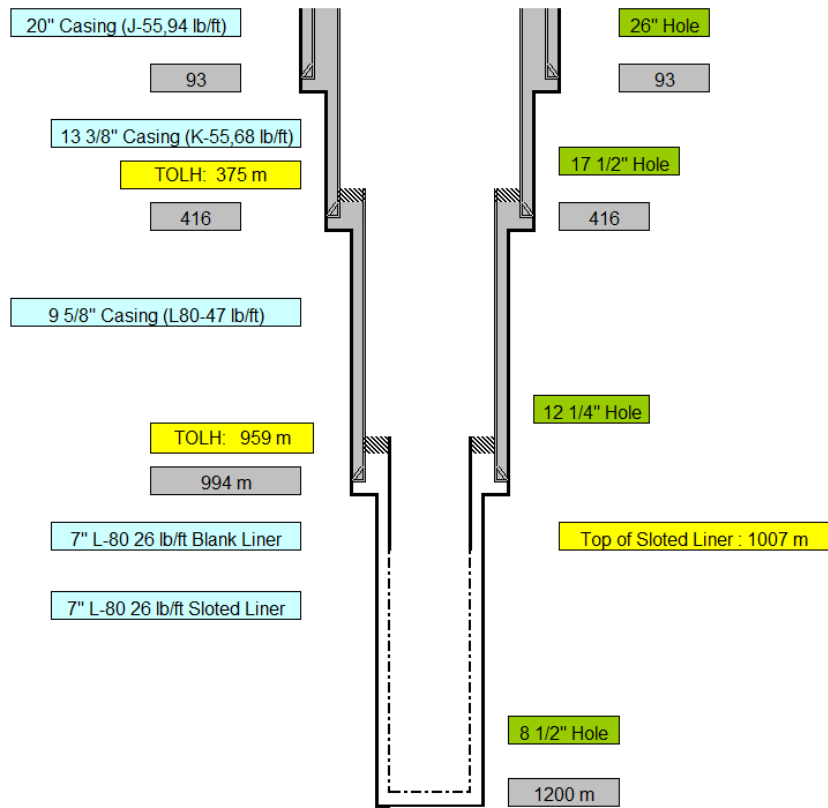 20" Casing (J-55,94 lb/ft)
26" Hole
93
93
13 3/8" Casing (K-55,68 lb/ft)
17 1/2" Hole
TOLH: 375 m
416
416
9 5/8" Casing (L80-47 lb/ft)
12 1/4" Hole
TOLH: 959 m
994 m
7" L-80 26 lb/ft Blank Liner
Top of Sloted Liner : 1007 m
7" L-80 26 lb/ft Sloted Liner
8 1/2" Hole
1200 m